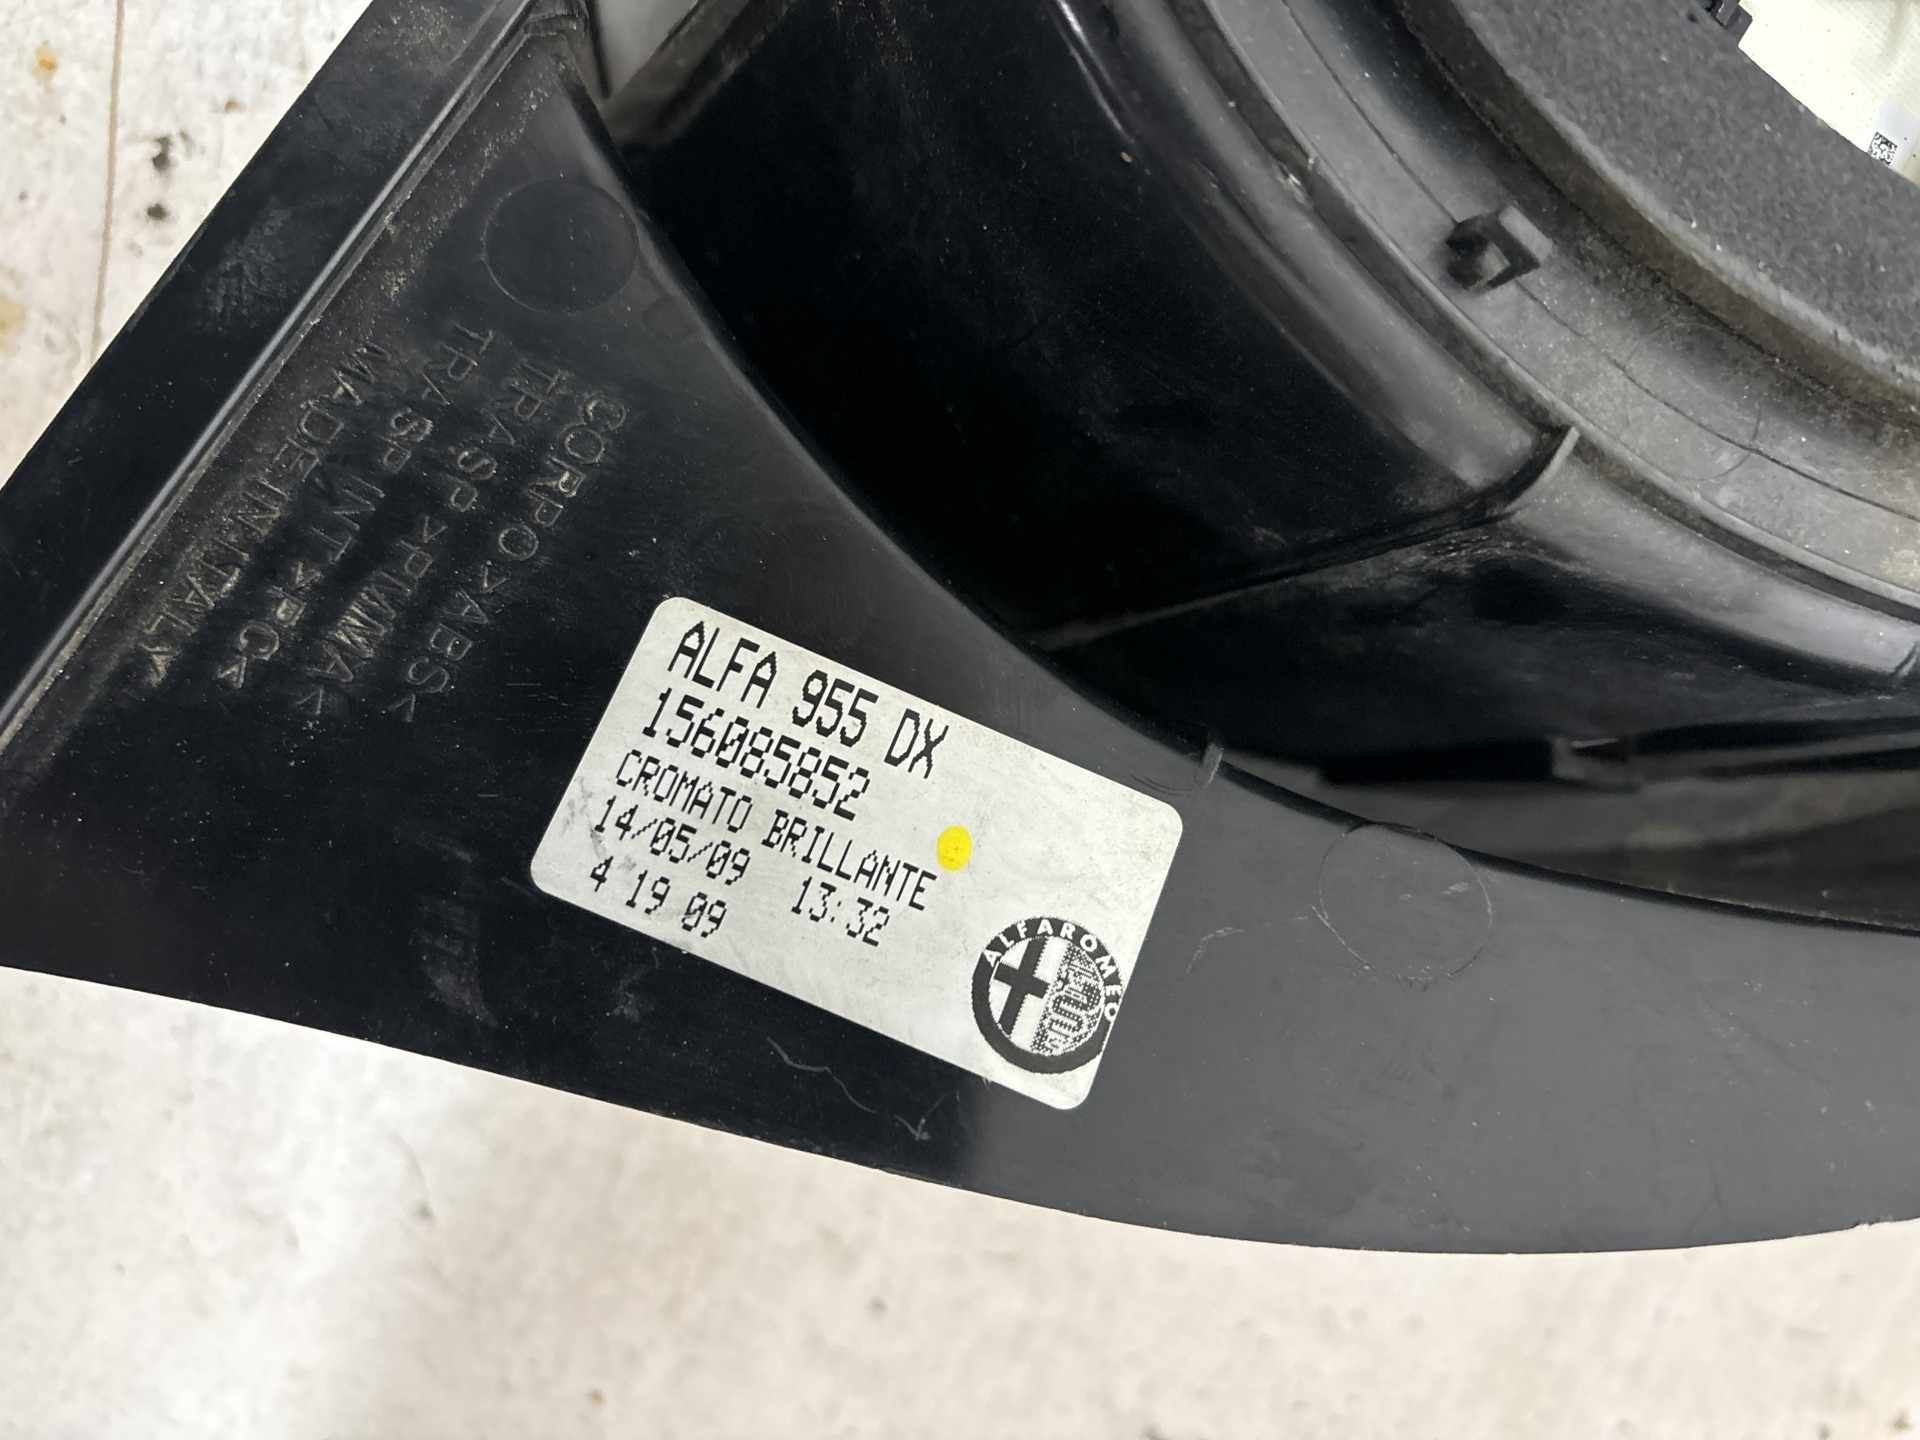 CORPO >ABS<
TRASP >PMMA<
TRASP INT >PC<
MADE IN ITALY
ALFA 955 DX
156085852
CROMATO BRILLANTE
14/05/09 13:32
4 19 09
ALFA ROMEO